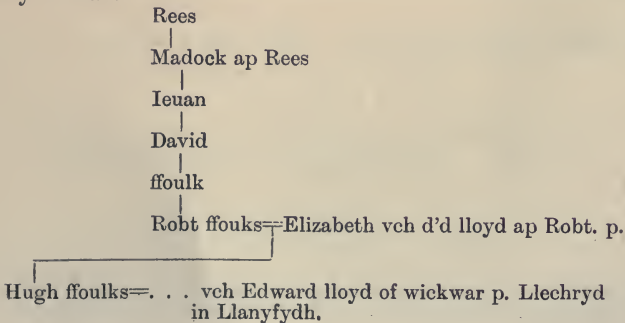 Rees
Madock ap Rees
Ieuan
David
ffoulk
Robt ffouks=Elizabeth vch d'd lloyd ap Robt. p.
Hugh ffoulks=. . . vch Edward lloyd of wickwar p. Llechryd
in Llanyfydh.